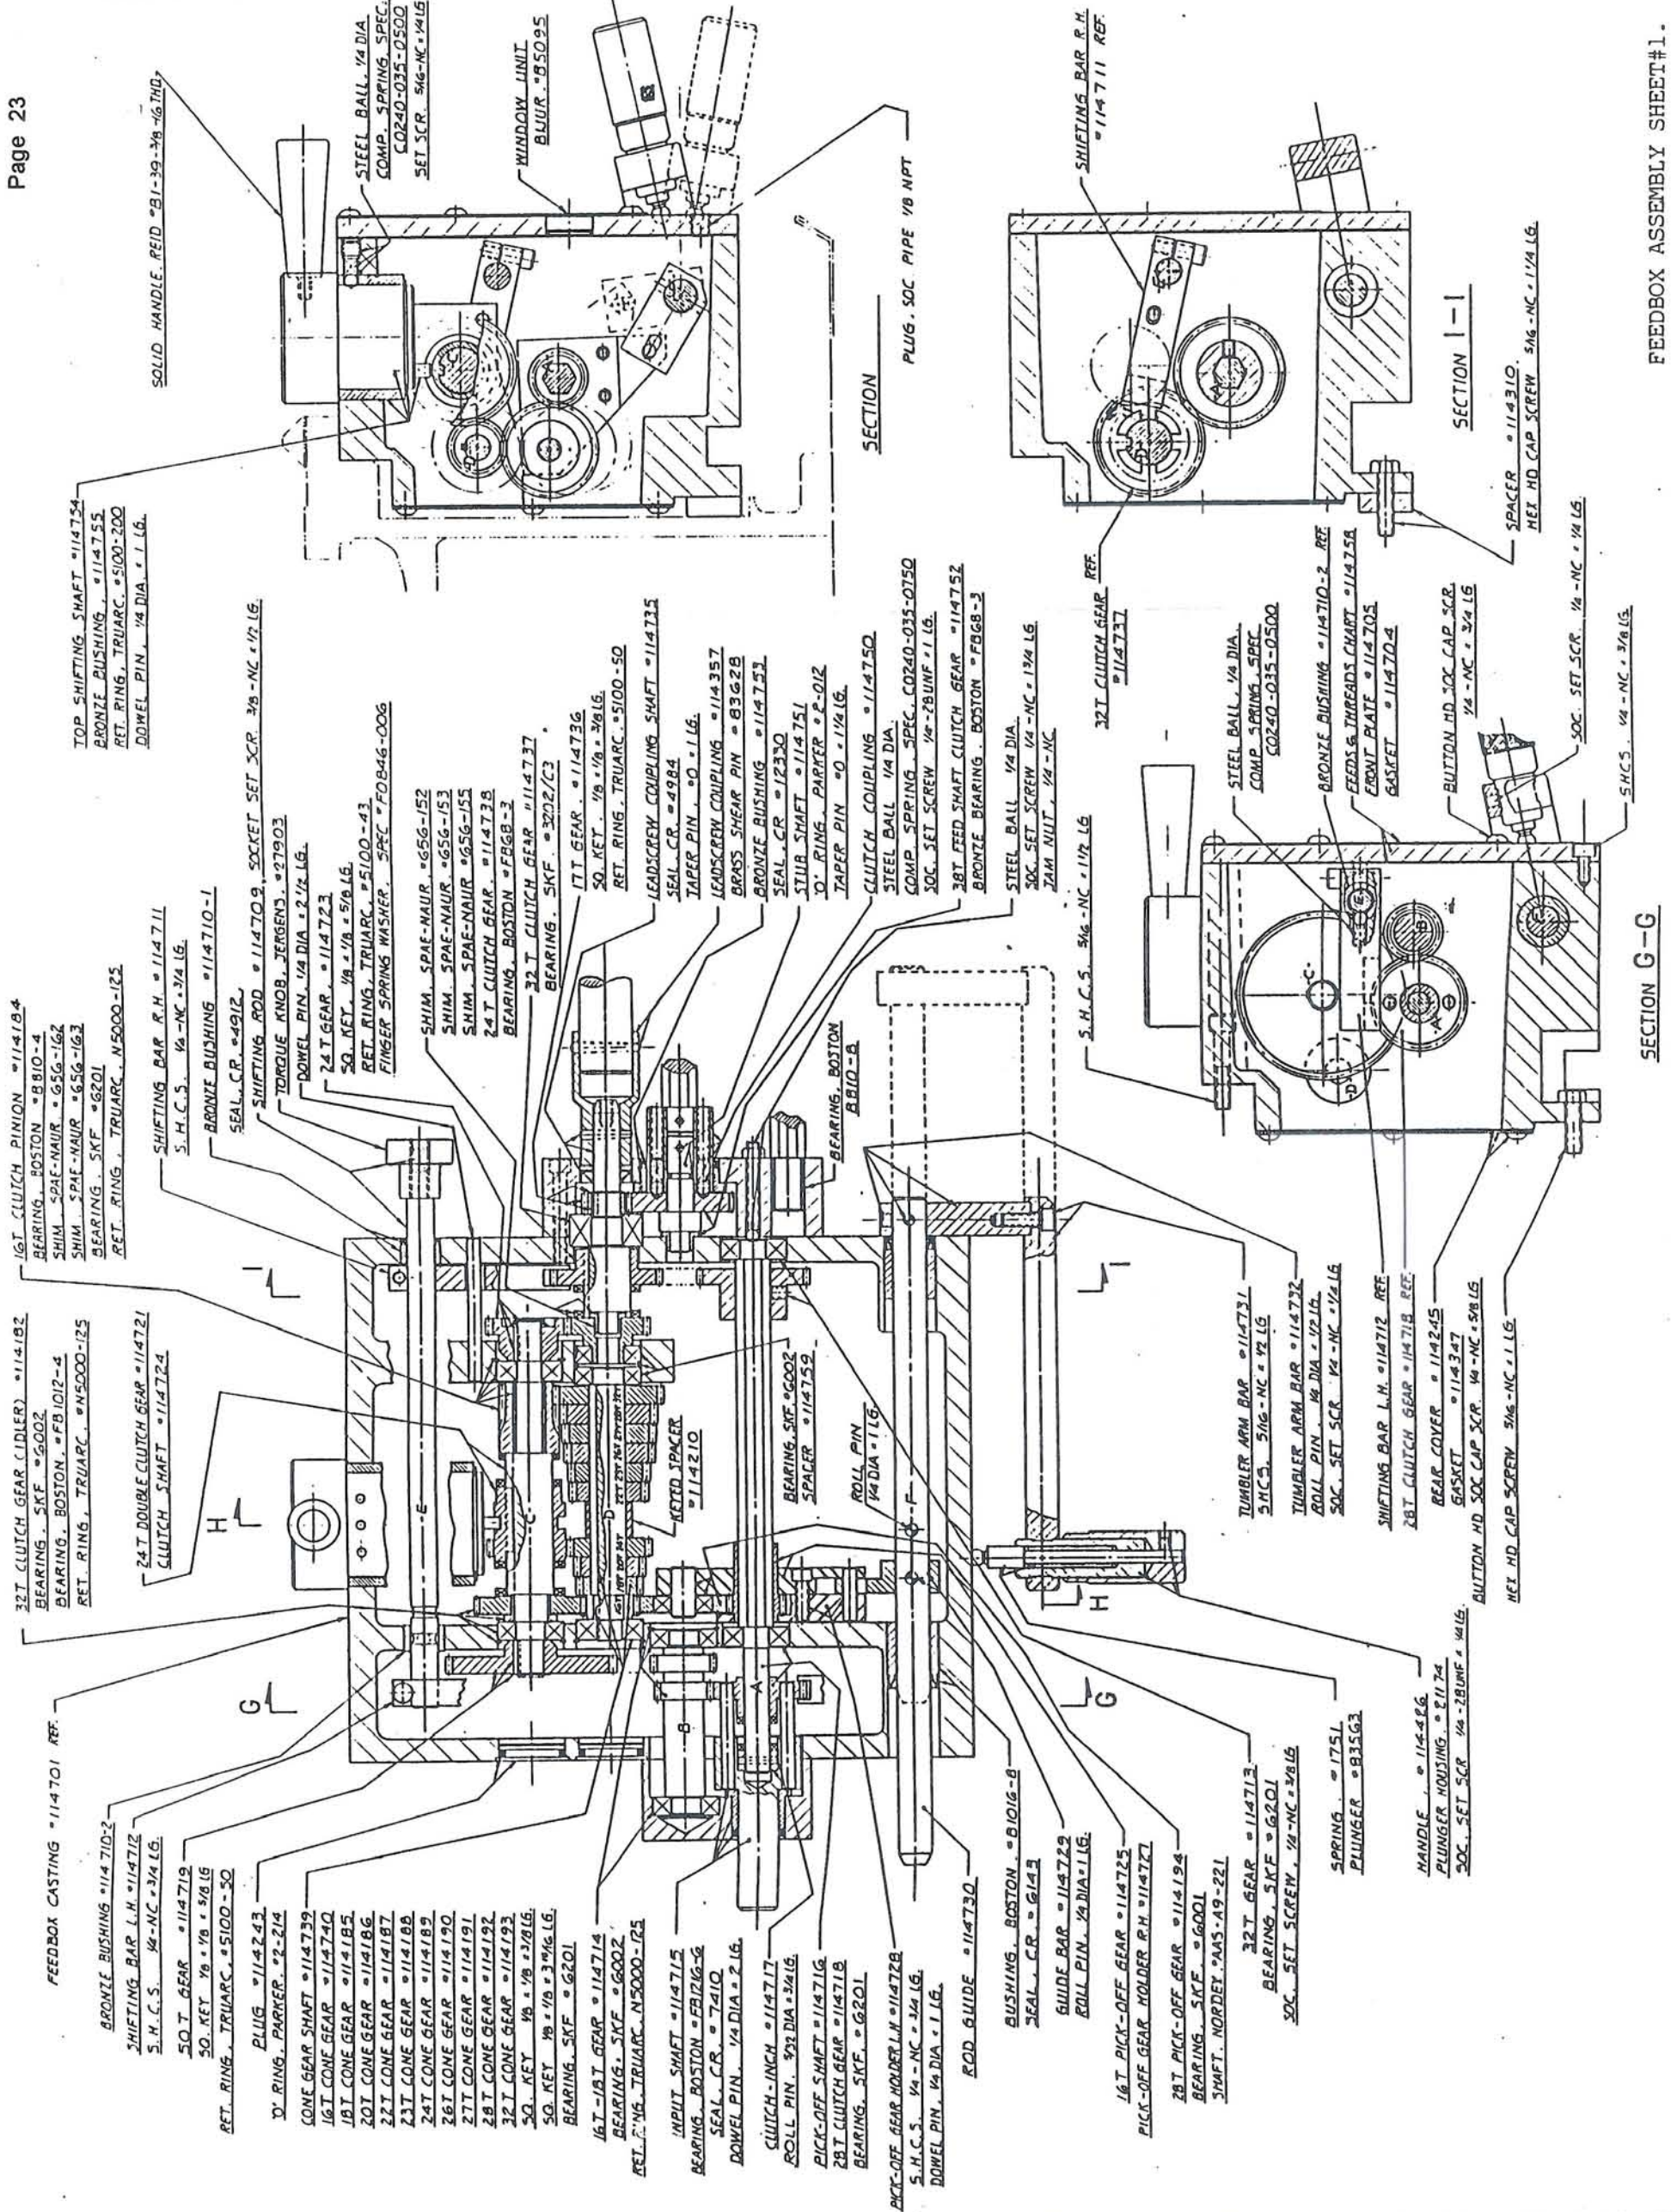 Page 23
FEEDBOX CASTING #114701 REF.
32T CLUTCH GEAR (IDLER) #114182
BEARING. SKF. #6002
BEARING. BOSTON. #FB1012-4
RET. RING, TRUARC. #N5000-125
16T CLUTCH PINION #114184
BEARING. BOSTON #B810-4
SHIM. SPAE-NAUR #656-162
SHIM. SPAE-NAUR #656-163
BEARING. SKF #6201
RET. RING, TRUARC. N5000-125
TOP SHIFTING SHAFT #114754
BRONZE BUSHING. #114755
RET. RING, TRUARC. #5100-200
DOWEL PIN, 1/4 DIA. × 1 LG.
SOLID HANDLE. REID #B1-39-3/8-16 THD.
24T DOUBLE CLUTCH GEAR #114721
CLUTCH SHAFT #114724
SHIFTING BAR R.H. #114711
S.H.C.S. 1/4-NC × 3/4 LG.
BRONZE BUSHING #114710-1
SEAL, CR. #4912
SHIFTING ROD #114709, SOCKET SET SCR. 3/8-NC × 1/2 LG.
TORQUE KNOB, JERGENS. #27903
DOWEL PIN, 1/4 DIA × 2 1/2 LG.
24T GEAR. #114723
SQ. KEY, 1/8 × 1/8 × 5/8 LG.
RET. RING, TRUARC. #5100-43
FINGER SPRING WASHER. SPEC #F0846-006
SHIM. SPAE-NAUR. #656-152
SHIM. SPAE-NAUR. #656-153
SHIM. SPAE-NAUR #656-155
24T CLUTCH GEAR. #114738
BEARING. BOSTON #FB68-3
32T CLUTCH GEAR #114737
BEARING. SKF. #3202/C3
17T GEAR. #114736
SQ. KEY. 1/8 × 1/8 × 3/8 LG.
RET. RING, TRUARC. #5100-50
LEADSCREW COUPLING SHAFT #114735
SEAL, CR. #4984
TAPER PIN, #0 × 1 LG.
LEADSCREW COUPLING #114357
BRASS SHEAR PIN #83628
BRONZE BUSHING #114753
SEAL, CR #12330
STUB SHAFT #114751
'O' RING, PARKER #2-012
TAPER PIN #0 × 1 1/4 LG.
CLUTCH COUPLING #114750
STEEL BALL 1/4 DIA.
COMP. SPRING, SPEC. C0240-035-0750
SOC. SET SCREW 1/4-28UNF × 1 LG.
38T FEED SHAFT CLUTCH GEAR #114752
BRONZE BEARING. BOSTON #FB68-3
STEEL BALL 1/4 DIA.
SOC. SET SCREW 1/4-NC × 1 3/4 LG
JAM NUT, 1/4-NC
BEARING. BOSTON
B810-8
STEEL BALL, 1/4 DIA
COMP. SPRING, SPEC.
C0240-035-0500
SET SCR. 5/16-NC × 1/4 LG
WINDOW UNIT
BIJUR. #B5095
SECTION
PLUG. SOC PIPE 1/8 NPT
SHIFTING BAR R.H.
#114711 REF.
32T CLUTCH GEAR REF.
#114737
SECTION I-I
SPACER #114310
HEX HD CAP SCREW 5/16-NC × 1 1/4 LG
BRONZE BUSHING #114710-2
SHIFTING BAR L.H. #114712
S.H.C.S. 1/4-NC × 3/4 LG.
50T GEAR #114719
SQ. KEY 1/8 × 1/8 × 5/8 LG
RET. RING, TRUARC. #5100-50
PLUG #114243
'O' RING, PARKER. #2-214
CONE GEAR SHAFT #114739
16T CONE GEAR #114740
18T CONE GEAR #114185
20T CONE GEAR #114186
22T CONE GEAR #114187
23T CONE GEAR #114188
24T CONE GEAR #114189
26T CONE GEAR #114190
27T CONE GEAR #114191
28T CONE GEAR #114192
32T CONE GEAR #114193
SQ. KEY 1/8 × 1/8 × 3/8 LG.
BEARING. SKF #6201
16T-18T GEAR #114714
BEARING. SKF #6002
RET. RING, TRUARC. N5000-125
INPUT SHAFT #114715
BEARING. BOSTON #FB1216-6
SEAL, CR. #7410
DOWEL PIN. 1/4 DIA × 2 LG.
CLUTCH-INCH #114717
ROLL PIN. 5/32 DIA × 3/4 LG.
PICK-OFF SHAFT #114716
28T CLUTCH GEAR #114718
BEARING. SKF. #6201
PICK-OFF GEAR HOLDER L.H #114728
S.H.C.S. 1/4-NC × 3/4 LG.
DOWEL PIN, 1/4 DIA × 1 LG.
ROD GUIDE #114730
BUSHING. BOSTON. #B1016-8
SEAL, CR. #6143
GUIDE BAR #114729
ROLL PIN, 1/4 DIA × 1 LG.
16T PICK-OFF GEAR #114725
PICK-OFF GEAR HOLDER R.H #114727
28T PICK-OFF GEAR #114194
BEARING. SKF. #6001
SHAFT. NORDEX #AAS-A9-221
32T GEAR #114713
BEARING, SKF #6201
SOC. SET SCREW, 1/4-NC × 3/8 LG
SPRING. #1751
PLUNGER #83563
HANDLE. #114426
PLUNGER HOUSING. #21174
SOC. SET SCR 1/4-28UNF × 1/4 LG.
H
E
C
D
B
A
F
G
I
16T 18T 20T 24T
22T 23T 26T 27T 28T 32T
KEYED SPACER
#114210
BEARING, SKF #6002
SPACER #114759
ROLL PIN
1/4 DIA × 1 LG.
G
I
H
TUMBLER ARM BAR #114731
SHCS. 5/16-NC × 1/2 LG
TUMBLER ARM BAR #114732
ROLL PIN, 1/4 DIA × 1/2 LG.
SOC. SET SCR 1/4-NC × 1/4 LG
SHIFTING BAR L.H. #114712 REF.
28T CLUTCH GEAR #114718 REF.
REAR COVER #114245
GASKET #114347
BUTTON HD SOC CAP SCR. 1/4-NC × 5/8 LG
HEX HD CAP SCREW 5/16-NC × 1 LG
S.H.C.S. 5/16-NC × 1 1/2 LG
STEEL BALL, 1/4 DIA.
COMP SPRING, SPEC
C0240-035-0500
BRONZE BUSHING #114710-2 REF.
FEEDS & THREADS CHART #114758
FRONT PLATE #114705
GASKET #114704
BUTTON HD SOC CAP SCR.
1/4-NC × 3/4 LG
SOC. SET SCR. 1/4-NC × 1/4 LG
SHCS. 1/4-NC × 3/8 LG
SECTION G-G
FEEDBOX ASSEMBLY SHEET#1.